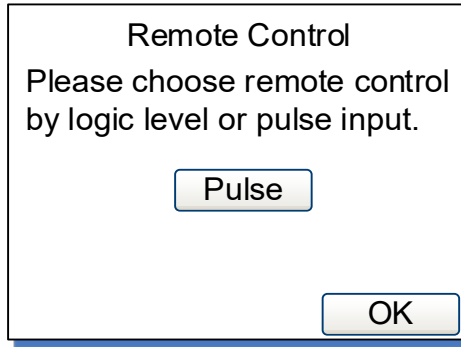 Remote Control
Please choose remote control
by logic level or pulse input.
Pulse
OK